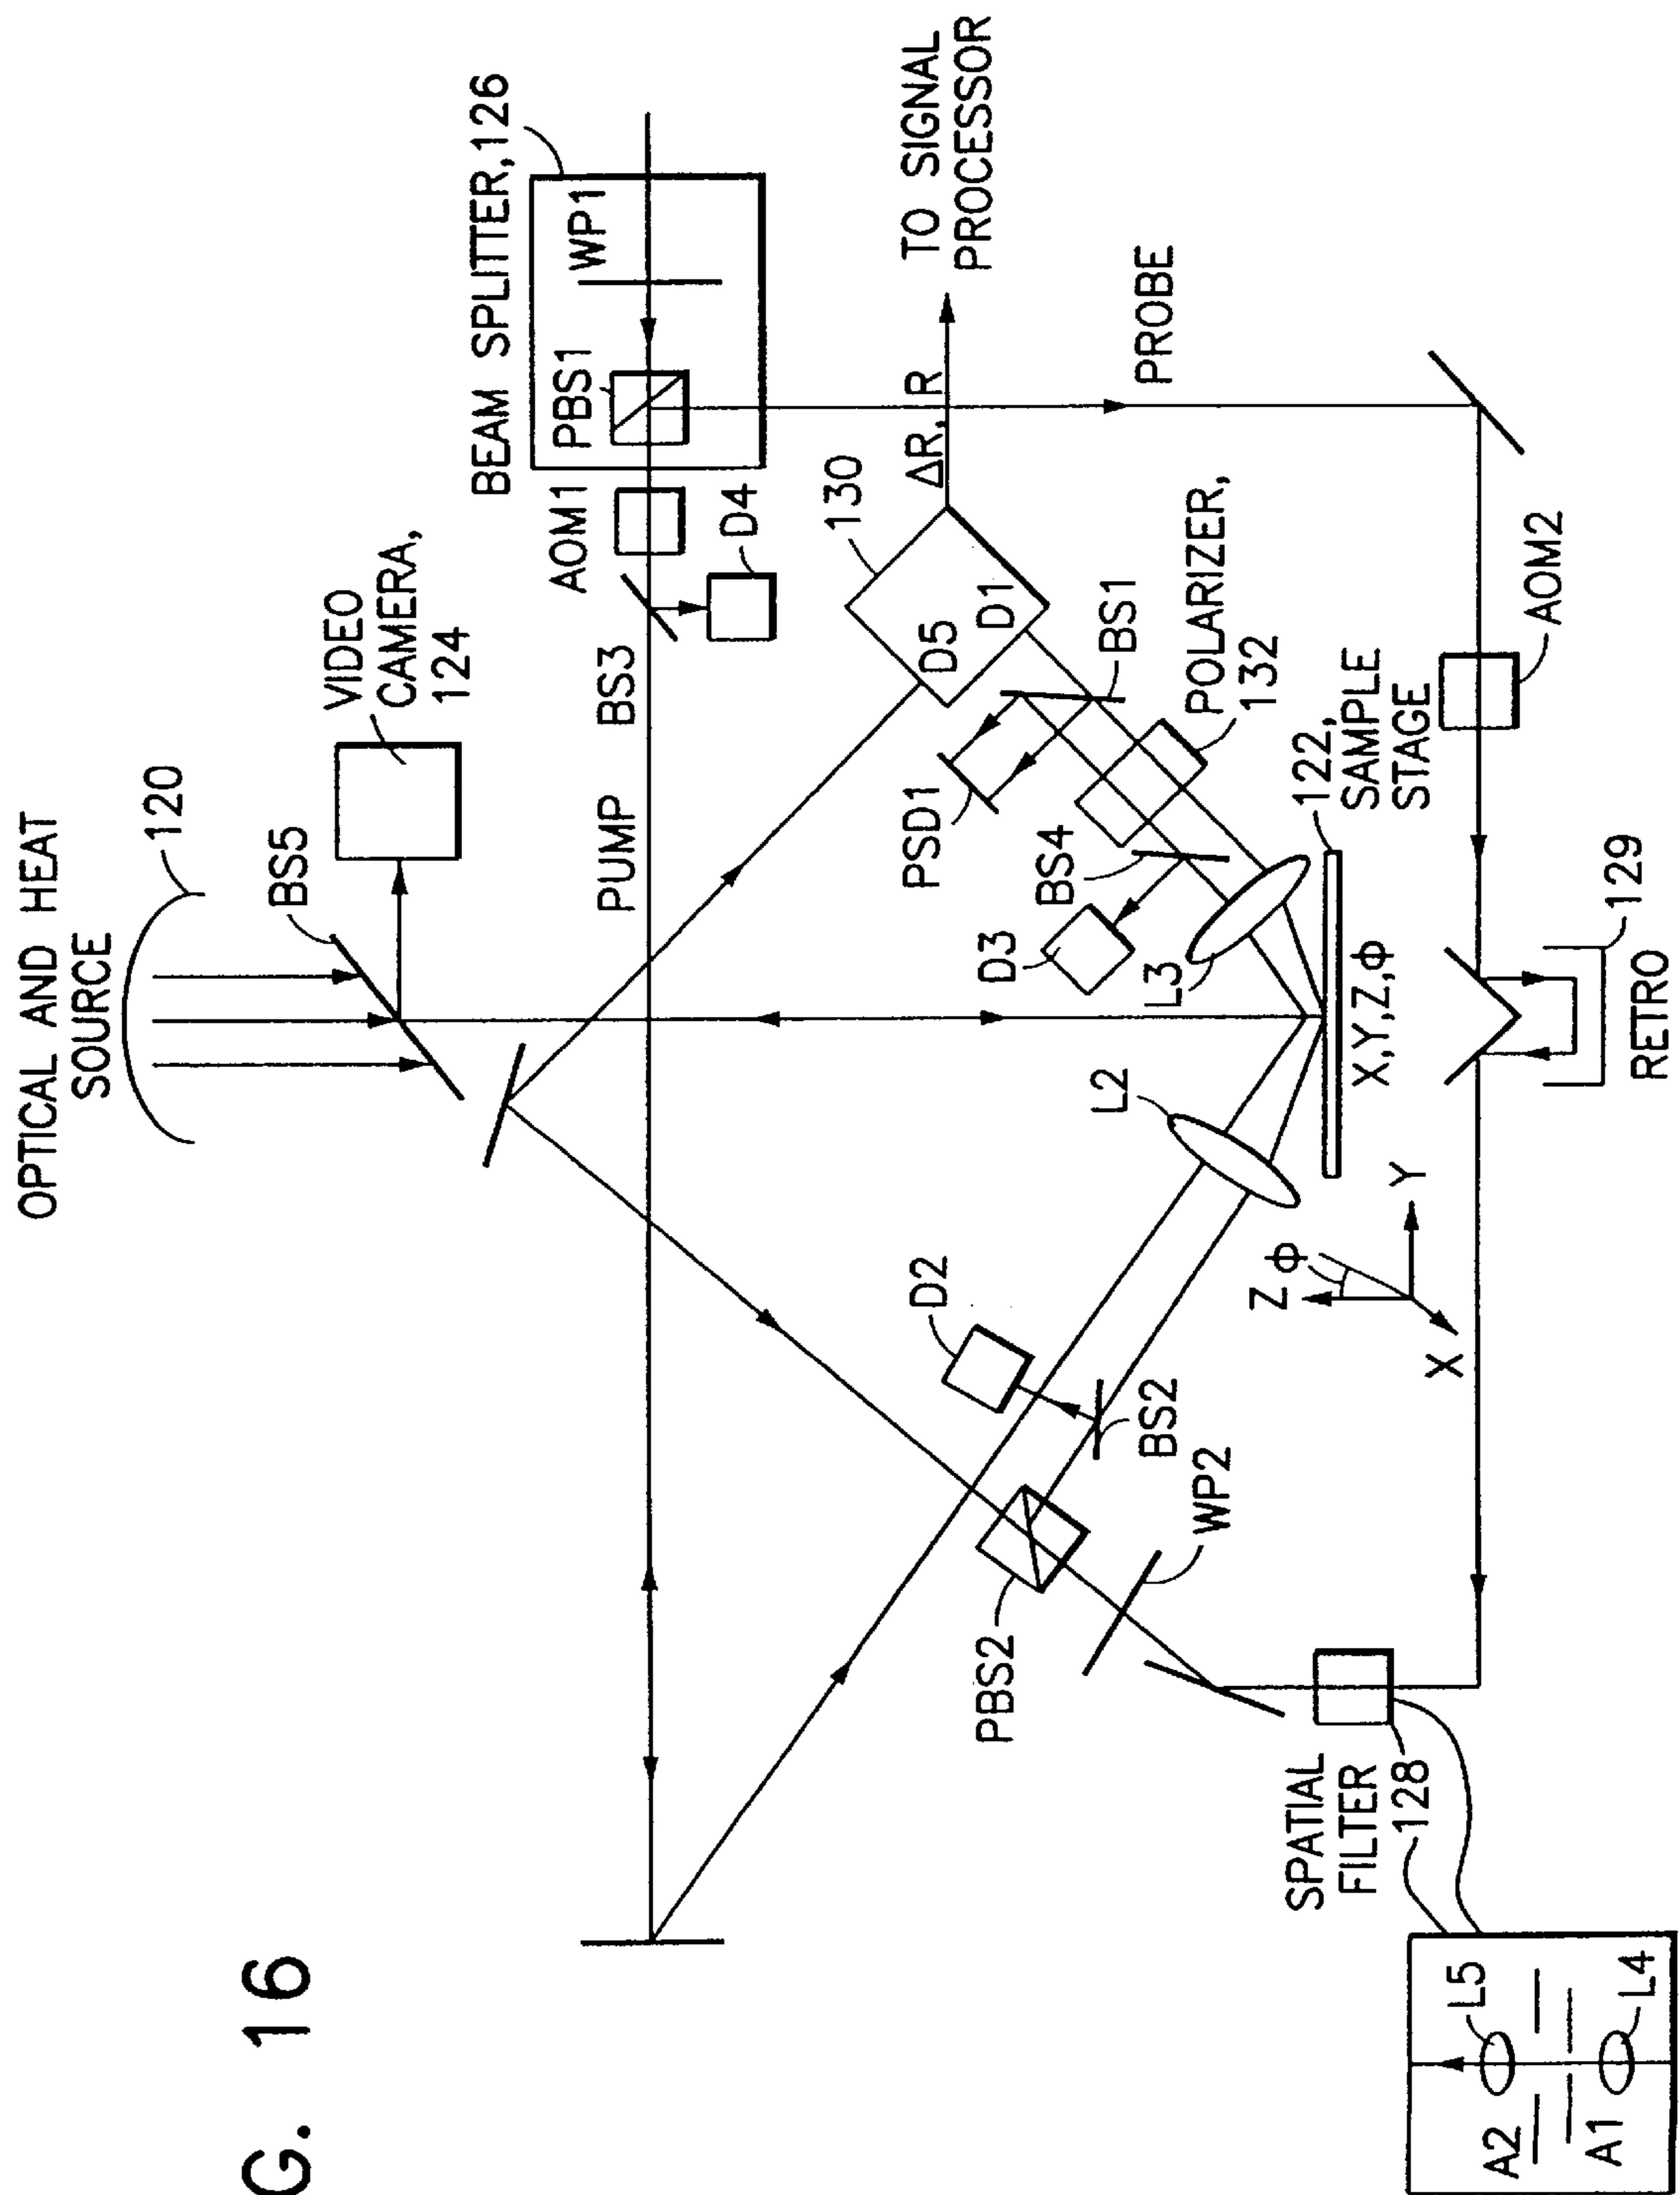 G. 16
OPTICAL AND HEAT
SOURCE
120
BS5
VIDEO
CAMERA,
124
BEAM SPLITTER,126
WP1
PBS1
AOM1
D4
PUMP
BS3
130
D5
D1
ΔR, R
TO SIGNAL
PROCESSOR
PROBE
PSD1
BS1
BS4
D3
L3
POLARIZER,
132
122,
SAMPLE
STAGE
X,Y,Z,Φ
AOM2
L2
D2
BS2
PBS2
WP2
Z
Φ
Y
X
129
RETRO
SPATIAL
FILTER
128
A2
L5
A1
L4